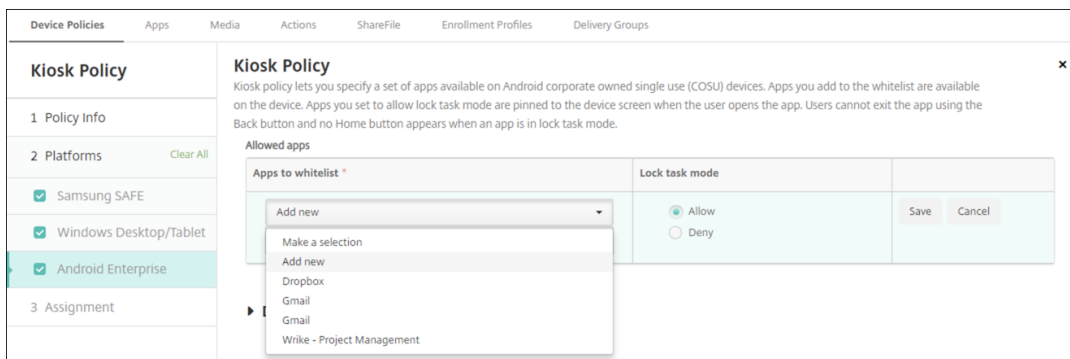 Device Policies Apps Media Actions ShareFile Enrollment Profiles Delivery Groups
Kiosk Policy
1 Policy Info
2 Platforms Clear All
Samsung SAFE
Windows Desktop/Tablet
Android Enterprise
3 Assignment
Kiosk Policy
Kiosk policy lets you specify a set of apps available on Android corporate owned single use (COSU) devices. Apps you add to the whitelist are available
on the device. Apps you set to allow lock task mode are pinned to the device screen when the user opens the app. Users cannot exit the app using the
Back button and no Home button appears when an app is in lock task mode.
Allowed apps
Apps to whitelist * Lock task mode
Add new Allow Save Cancel
Deny
Make a selection
Add new
Dropbox
Gmail
Gmail
Wrike - Project Management